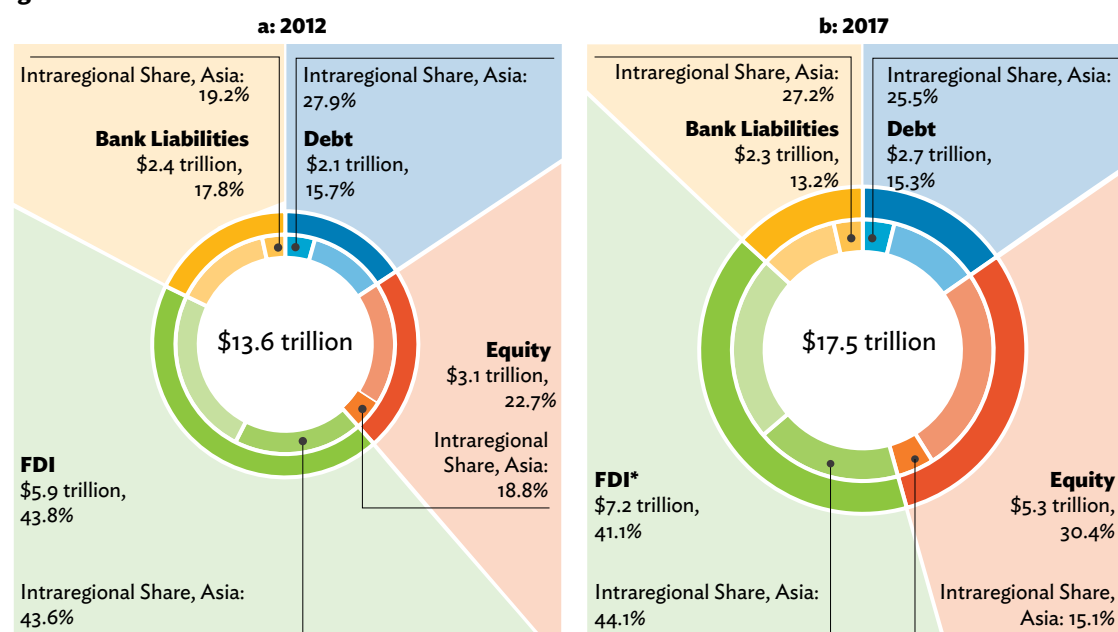 a: 2012
Intraregional Share, Asia:
19.2%
Bank Liabilities
$2.4 trillion,
17.8%
Intraregional Share, Asia:
27.9%
Debt
$2.1 trillion,
15.7%
$13.6 trillion
Equity
$3.1 trillion,
22.7%
Intraregional
Share, Asia:
18.8%
FDI
$5.9 trillion,
43.8%
Intraregional Share, Asia:
43.6%
b: 2017
Intraregional Share, Asia:
27.2%
Bank Liabilities
$2.3 trillion,
13.2%
Intraregional Share, Asia:
25.5%
Debt
$2.7 trillion,
15.3%
$17.5 trillion
FDI*
$7.2 trillion,
41.1%
Equity
$5.3 trillion,
30.4%
Intraregional Share, Asia:
44.1%
Intraregional Share,
Asia: 15.1%